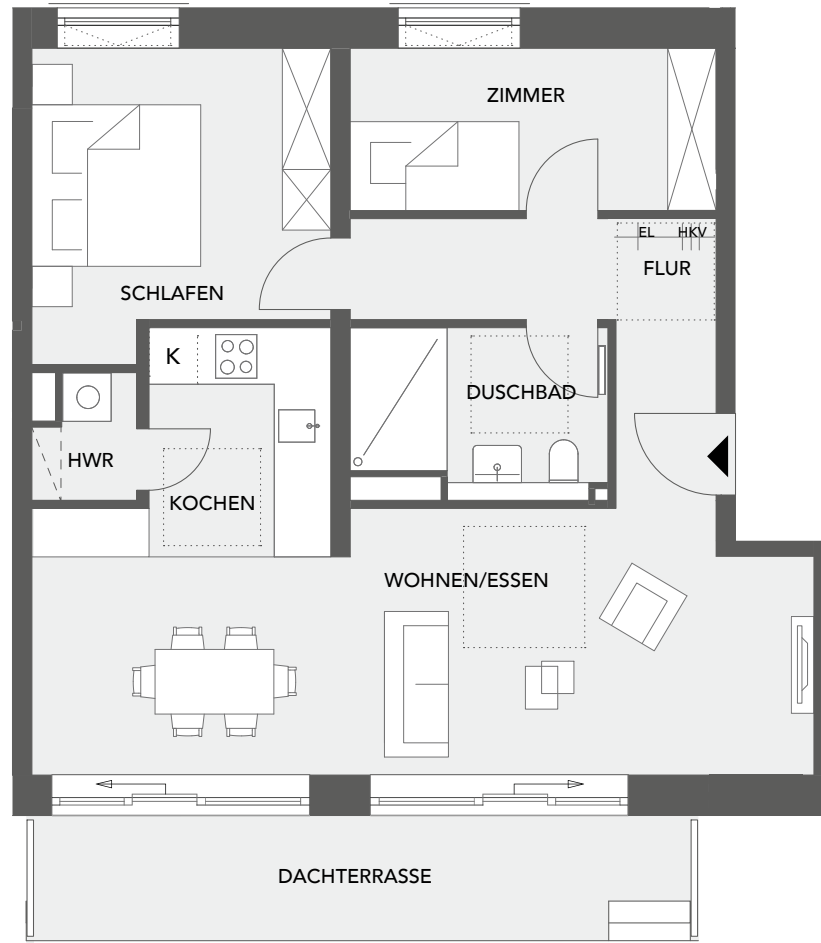 ZIMMER
EL HKV
FLUR
SCHLAFEN
K
DUSCHBAD
HWR
KOCHEN
WOHNEN/ESSEN
DACHTERRASSE